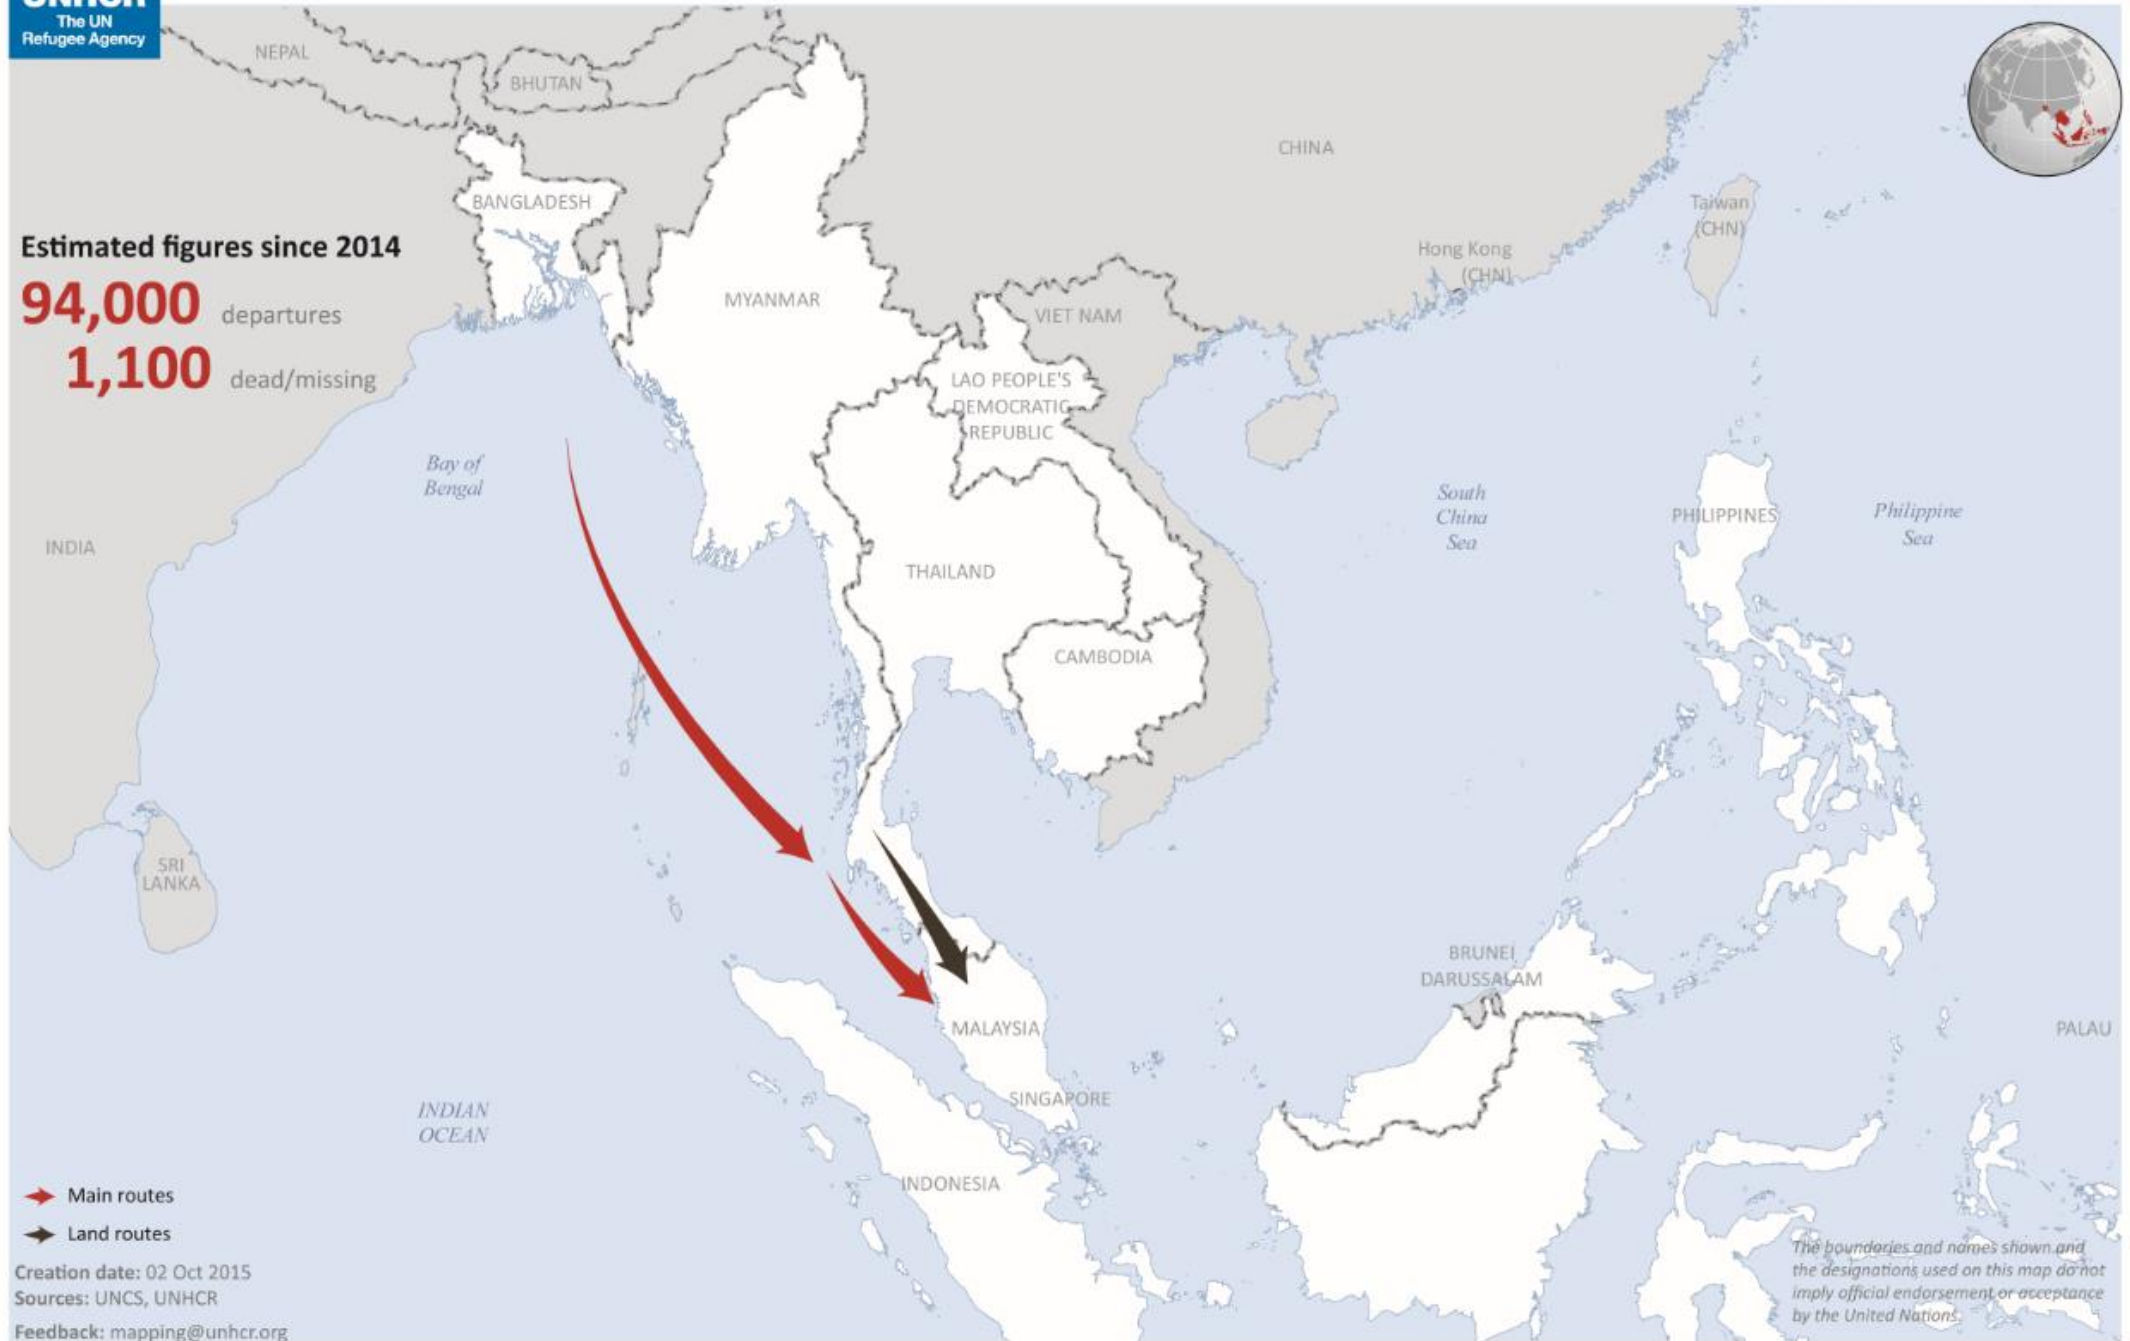 UNHCR
The UN
Refugee Agency
NEPAL
BHUTAN
CHINA
BANGLADESH
Taiwan
(CHN)
Hong Kong
(CHN)
Estimated figures since 2014
94,000 departures
1,100 dead/missing
MYANMAR
VIET NAM
LAO PEOPLE'S
DEMOCRATIC
REPUBLIC
Bay of
Bengal
South
China
Sea
PHILIPPINES
Philippine
Sea
INDIA
THAILAND
CAMBODIA
SRI
LANKA
BRUNEI
DARUSSALAM
MALAYSIA
PALAU
SINGAPORE
INDIAN
OCEAN
INDONESIA
Main routes
Land routes
Creation date: 02 Oct 2015
Sources: UNCS, UNHCR
Feedback: mapping@unhcr.org
The boundaries and names shown and
the designations used on this map do not
imply official endorsement or acceptance
by the United Nations.